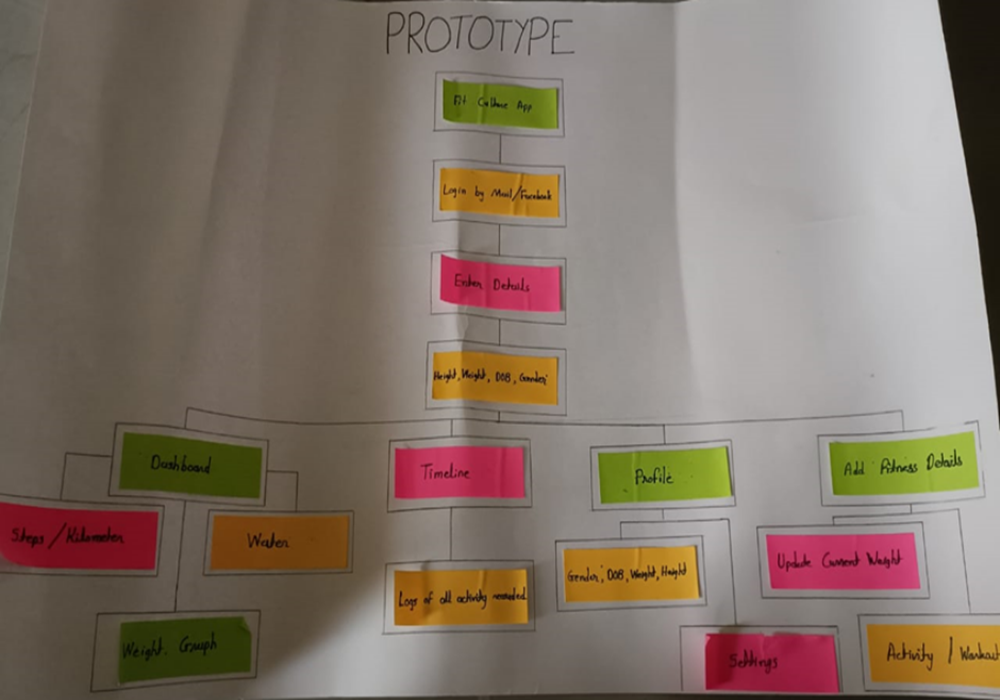 PROTOTYPE
Fit Culture App
Login by Mail/Facebook
Enter Details
Height, Weight, DOB, Gender
Dashboard
Timeline
Profile
Add Fitness Details
Steps / Kilometer
Water
Logs of all activity recorded
Gender, DOB, Weight, Height
Update Current Weight
Weight Graph
Settings
Activity / Workout